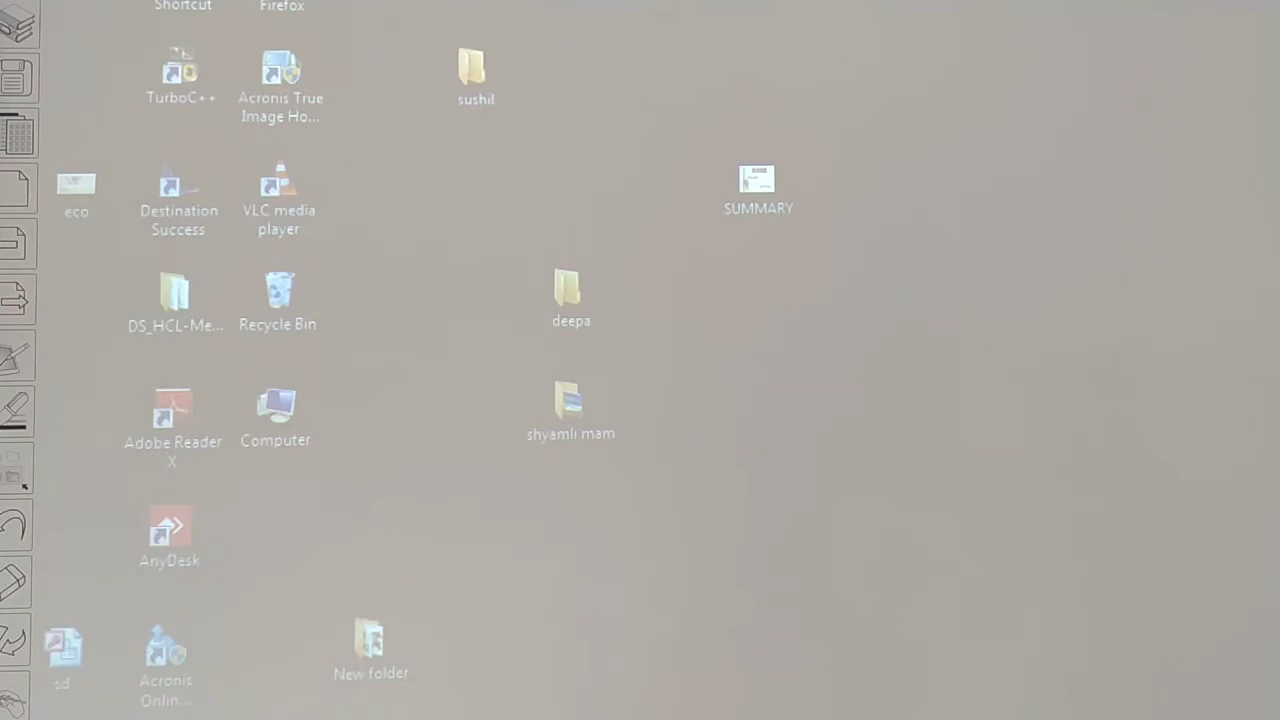 Shortcut
Firefox
TurboC++
Acronis True
Image Ho...
sushil
eco
Destination
Success
VLC media
player
SUMMARY
DS_HCL-Me...
Recycle Bin
deepa
Adobe Reader
X
Computer
shyamli mam
AnyDesk
sd
Acronis
Onlin...
New folder